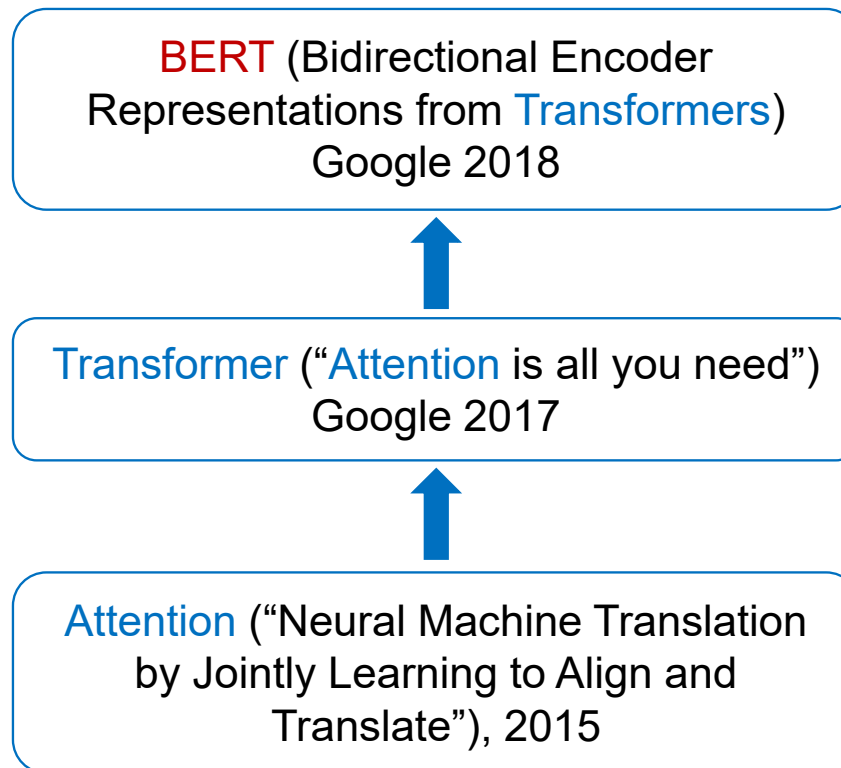 BERT (Bidirectional Encoder
Representations from Transformers)
Google 2018
Transformer (“Attention is all you need”)
Google 2017
Attention (“Neural Machine Translation
by Jointly Learning to Align and
Translate”), 2015